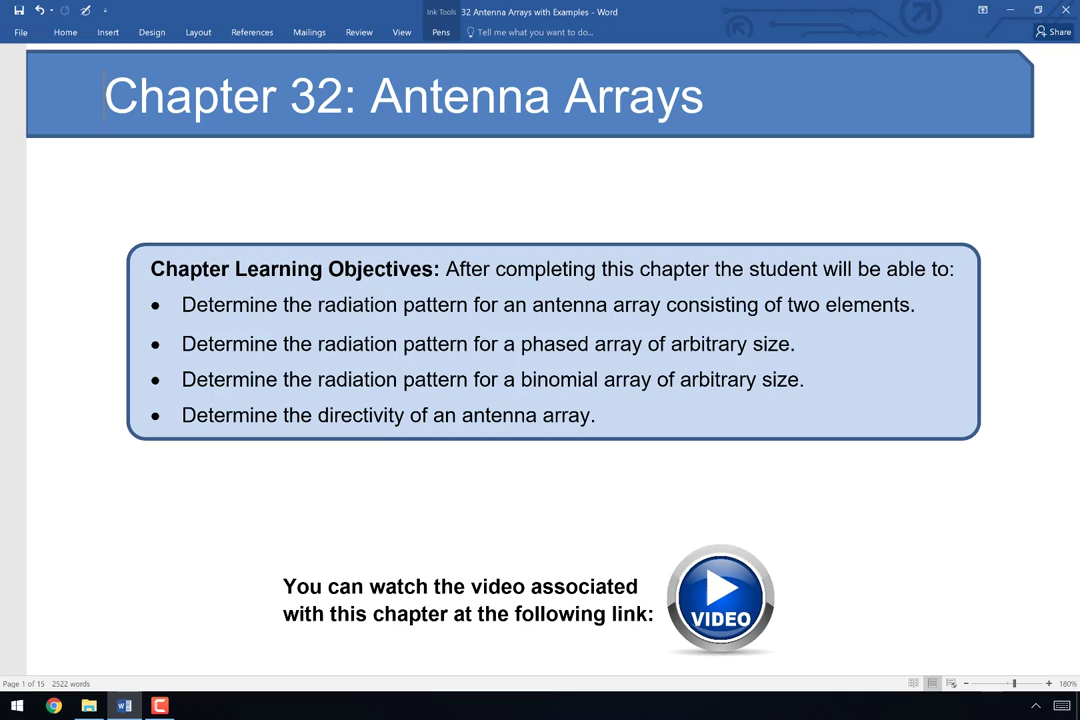 Ink Tools
32 Antenna Arrays with Examples - Word
File Home Insert Design Layout References Mailings Review View Pens Tell me what you want to do... Share
Chapter 32: Antenna Arrays
Chapter Learning Objectives: After completing this chapter the student will be able to:
• Determine the radiation pattern for an antenna array consisting of two elements.
• Determine the radiation pattern for a phased array of arbitrary size.
• Determine the radiation pattern for a binomial array of arbitrary size.
• Determine the directivity of an antenna array.
You can watch the video associated
with this chapter at the following link:
VIDEO
Page 1 of 15 2522 words 180%